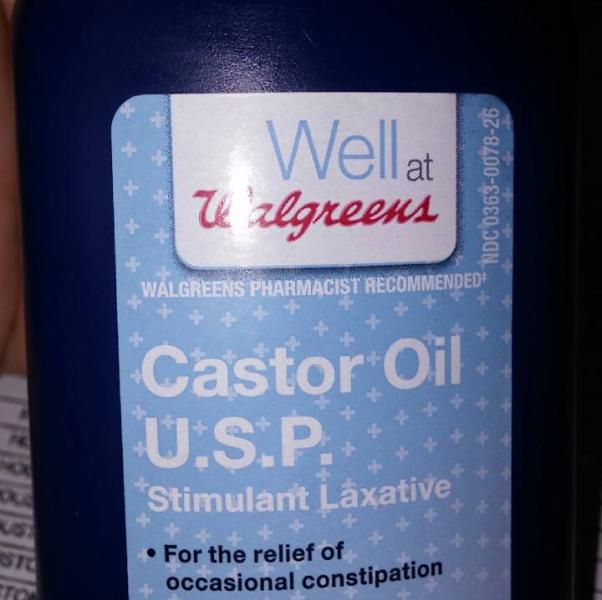 Well at
Walgreens
NDC 0363-0078-26
WALGREENS PHARMACIST RECOMMENDED‡
Castor Oil
U.S.P.
Stimulant Laxative
• For the relief of
occasional constipation